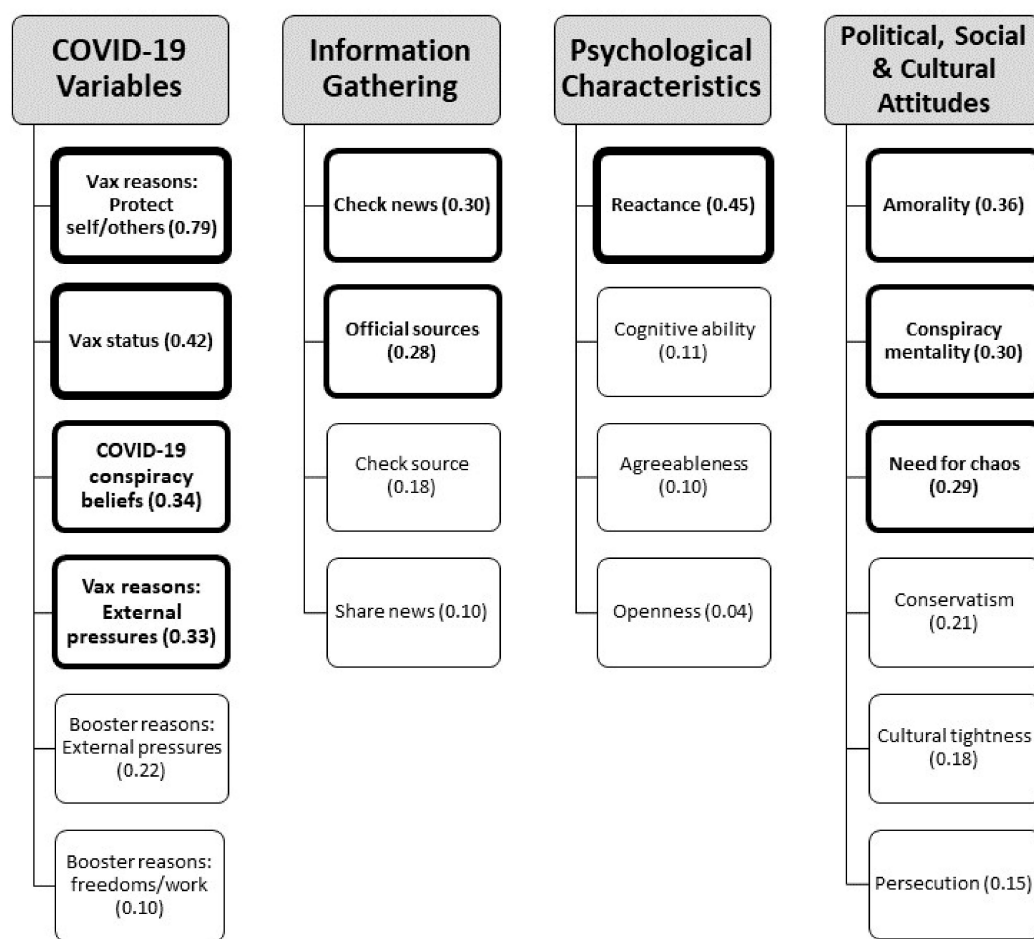 COVID-19
Variables
Vax reasons:
Protect
self/others (0.79)
Vax status (0.42)
COVID-19
conspiracy
beliefs (0.34)
Vax reasons:
External
pressures (0.33)
Booster reasons:
External pressures
(0.22)
Booster reasons:
freedoms/work
(0.10)
Information
Gathering
Check news (0.30)
Official sources
(0.28)
Check source
(0.18)
Share news (0.10)
Psychological
Characteristics
Reactance (0.45)
Cognitive ability
(0.11)
Agreeableness
(0.10)
Openness (0.04)
Political, Social
& Cultural
Attitudes
Amorality (0.36)
Conspiracy
mentality (0.30)
Need for chaos
(0.29)
Conservatism
(0.21)
Cultural tightness
(0.18)
Persecution (0.15)